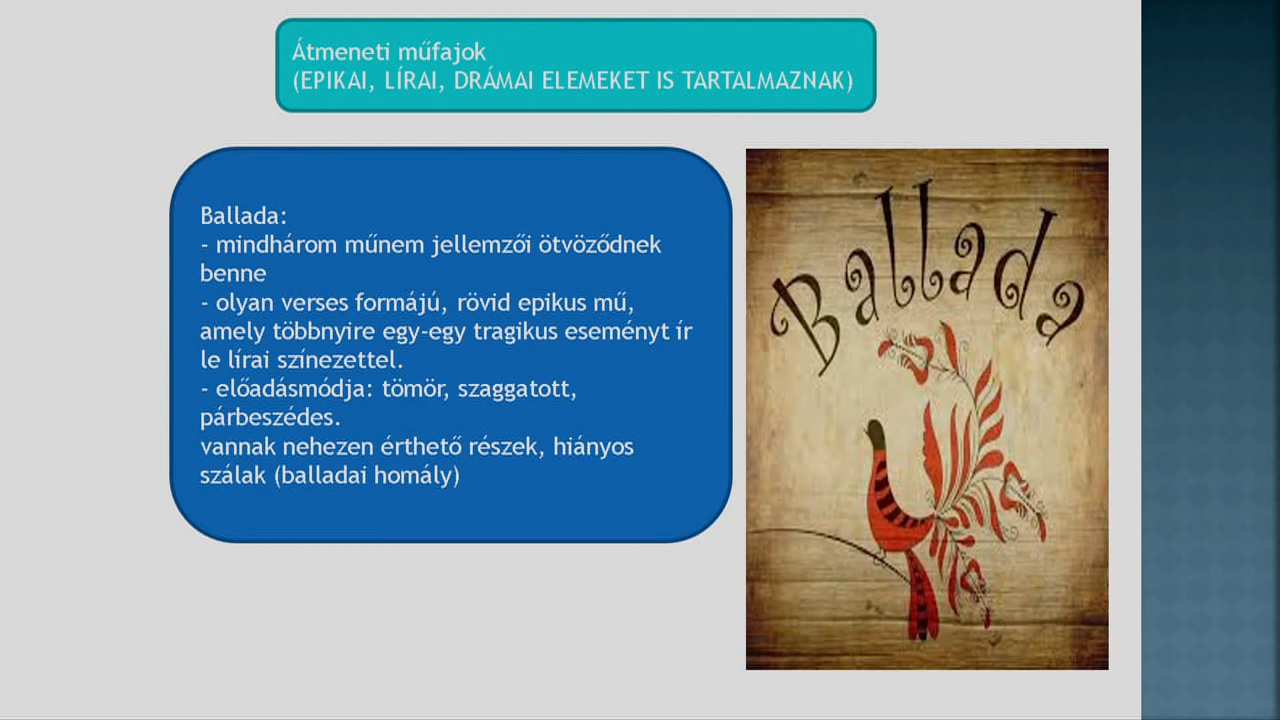 Átmeneti műfajok
(EPIKAI, LÍRAI, DRÁMAI ELEMEKET IS TARTALMAZNAK)
Ballada:
- mindhárom műnem jellemzői ötvöződnek
benne
- olyan verses formájú, rövid epikus mű,
amely többnyire egy-egy tragikus eseményt ír
le lírai színezettel.
- előadásmódja: tömör, szaggatott,
párbeszédes.
vannak nehezen érthető részek, hiányos
szálak (balladai homály)
Ballada